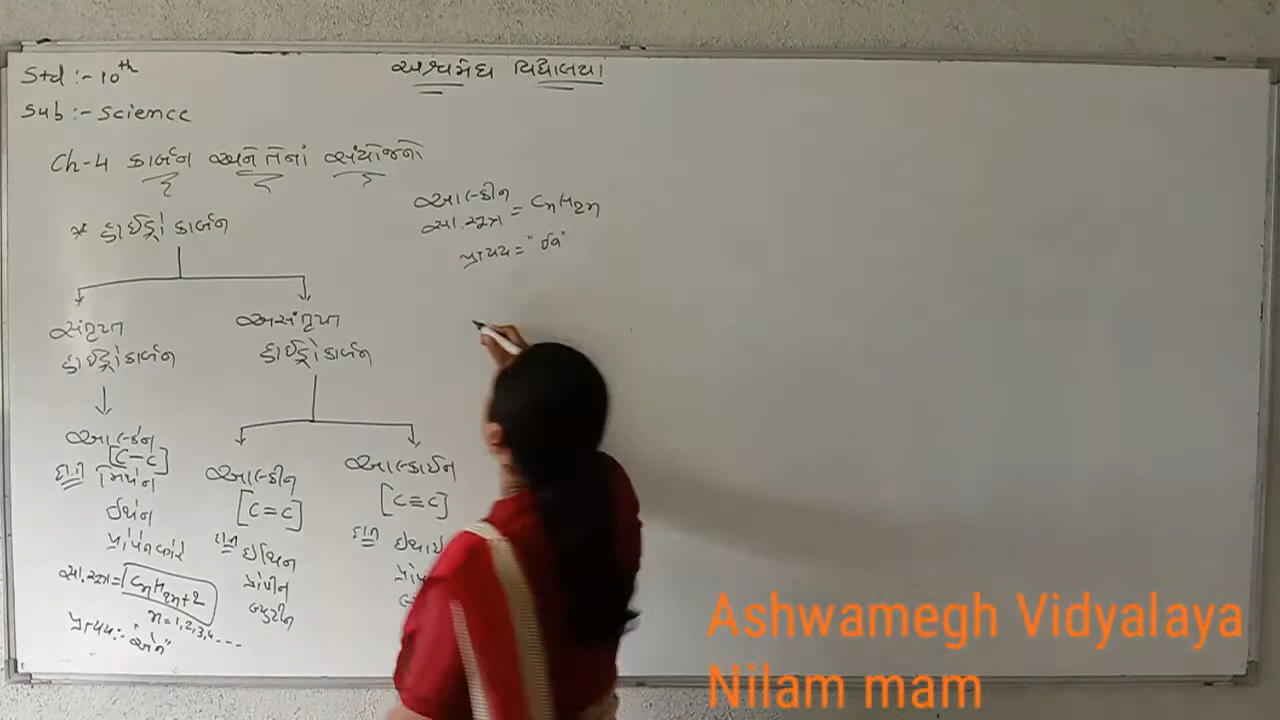 Std :- 10th
અશ્વમેઘ વિદ્યાલયા
Sub :- Science
Ch-4 કાર્બન અને તેનાં સંયોજનો
* હાઈડ્રો કાર્બન
સંતૃપ્ત
હાઈડ્રોકાર્બન
અસંતૃપ્ત
હાઈડ્રોકાર્બન
આલ્કેન
[C-C]
દા.ત મિથેન
ઈથેન
પ્રોપેન વગેરે
સા.સૂત્ર = CnH2n+2
n = 1,2,3,4 ----
પ્રત્યય :- "એન"
આલ્કીન
[C=C]
દા.ત ઇથિન
પ્રોપીન
બ્યુટીન
આલ્કાઈન
[C≡C]
દા.ત
આલ્કીન
સા.સૂત્ર = CnH2n
પ્રત્યય = "ઈન"
Ashwamegh Vidyalaya
Nilam mam